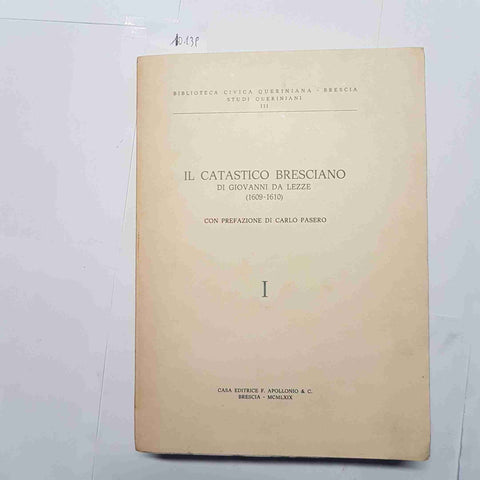 BIBLIOTECA CIVICA QUERINIANA - BRESCIA
STUDI QUERINIANI
III
IL CATASTICO BRESCIANO
DI GIOVANNI DA LEZZE
(1609-1610)
CON PREFAZIONE DI CARLO PASERO
I
CASA EDITRICE F. APOLLONIO & C.
BRESCIA - MCMLXIX